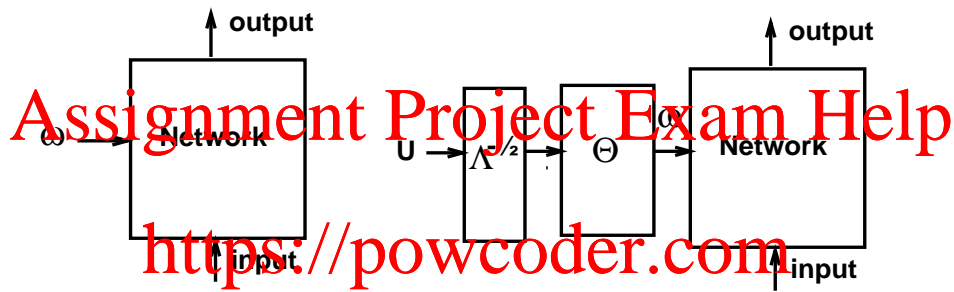 output
output
Assignment Project Exam Help
ω
Network
U
Λ-½
Θ
ω
Network
https://powcoder.com
input
input